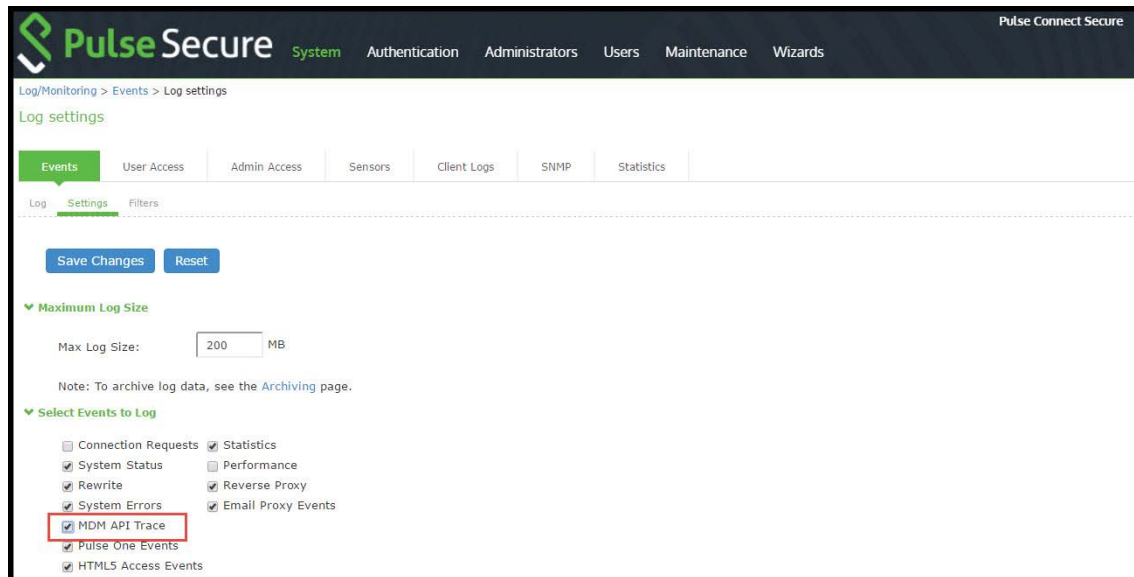 Pulse Connect Secure
Pulse Secure System Authentication Administrators Users Maintenance Wizards
Log/Monitoring > Events > Log settings
Log settings
Events User Access Admin Access Sensors Client Logs SNMP Statistics
Log Settings Filters
Save Changes Reset
Maximum Log Size
Max Log Size: 200 MB
Note: To archive log data, see the Archiving page.
Select Events to Log
Connection Requests Statistics
System Status Performance
Rewrite Reverse Proxy
System Errors Email Proxy Events
MDM API Trace
Pulse One Events
HTML5 Access Events